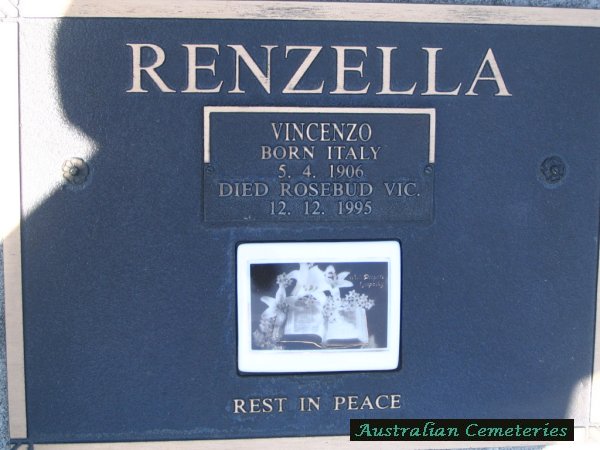 RENZELLA
VINCENZO
BORN ITALY
5. 4. 1906
DIED ROSEBUD VIC.
12. 12. 1995
REST IN PEACE
Australian Cemeteries